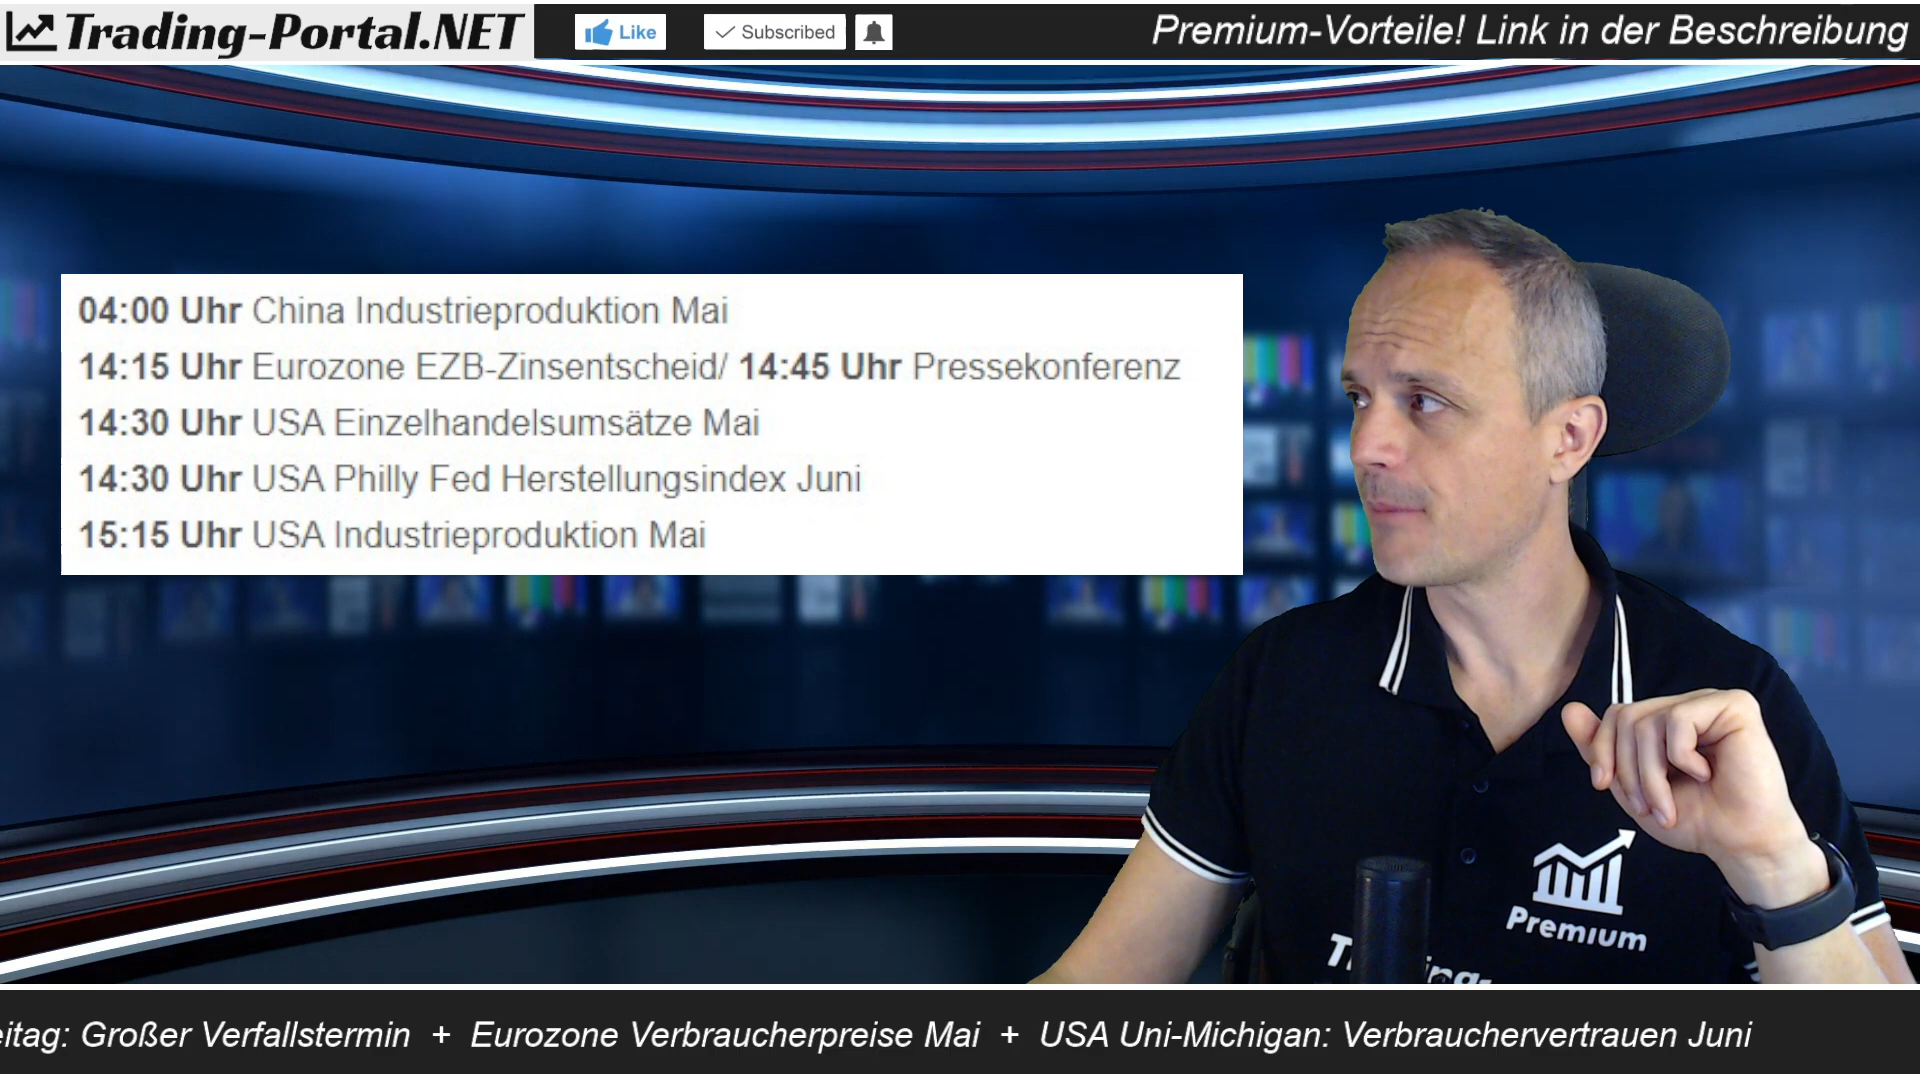 Trading-Portal.NET
Like
Subscribed
Premium-Vorteile! Link in der Beschreibung
04:00 Uhr China Industrieproduktion Mai
14:15 Uhr Eurozone EZB-Zinsentscheid/ 14:45 Uhr Pressekonferenz
14:30 Uhr USA Einzelhandelsumsätze Mai
14:30 Uhr USA Philly Fed Herstellungsindex Juni
15:15 Uhr USA Industrieproduktion Mai
Premium
eitag: Großer Verfallstermin + Eurozone Verbraucherpreise Mai + USA Uni-Michigan: Verbrauchervertrauen Juni